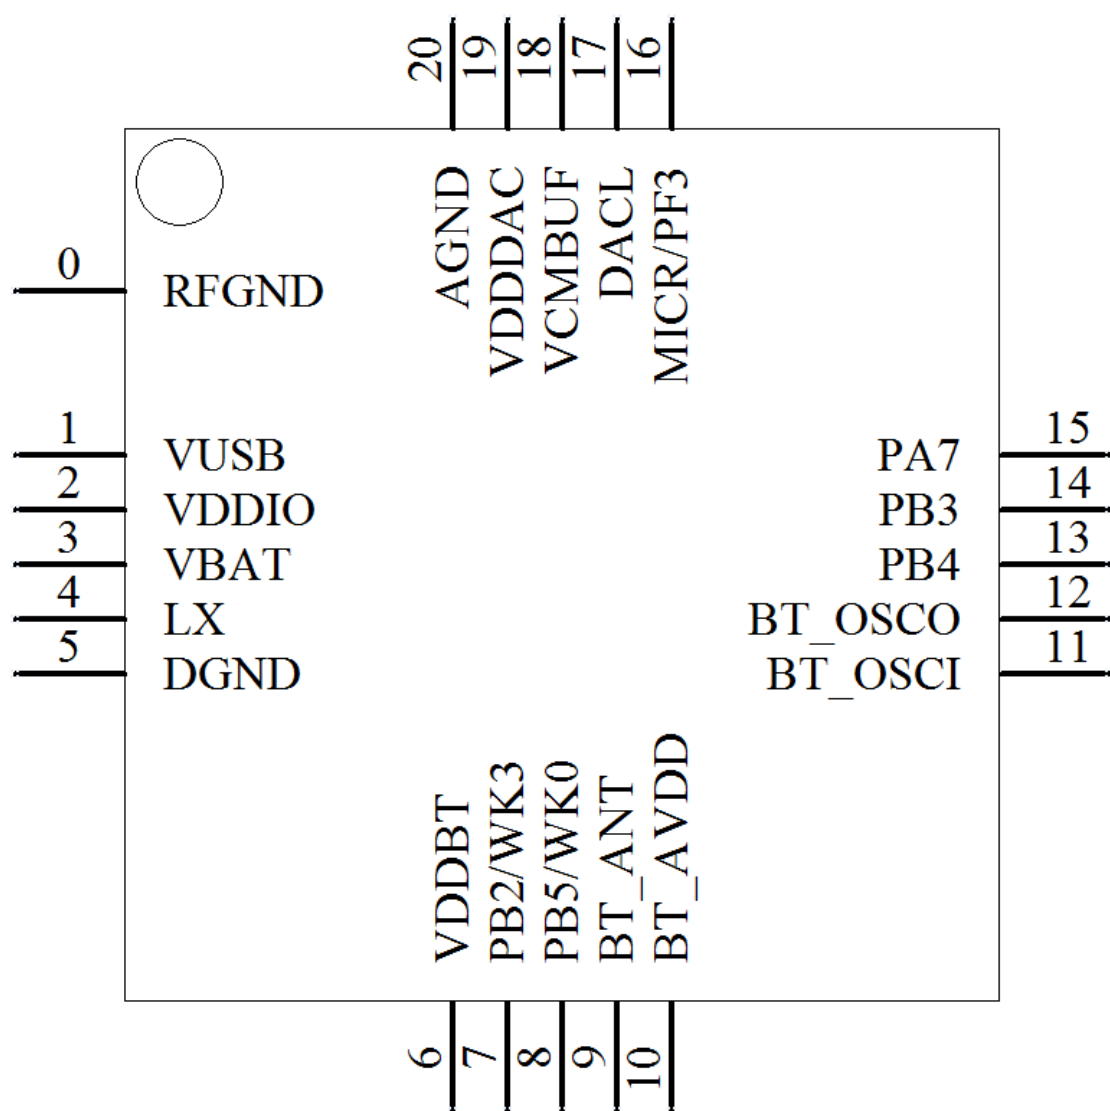 20
19
18
17
16
AGND
VDDDAC
VCMBUF
DACL
MICR/PF3
0
RFGND
1
VUSB
2
VDDIO
3
VBAT
4
LX
5
DGND
15
PA7
14
PB3
13
PB4
12
BT_OSCO
11
BT_OSCI
VDDBT
PB2/WK3
PB5/WK0
BT_ANT
BT_AVDD
6
7
8
9
10